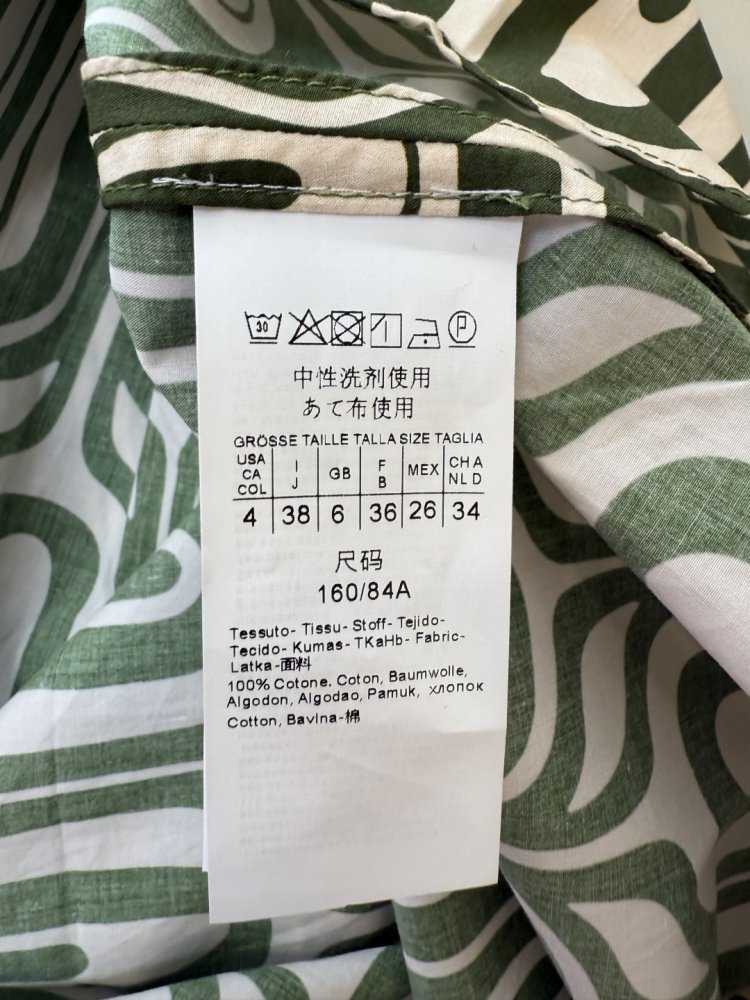 30 P
中性洗剤使用
あて布使用
GRÖSSE TAILLE TALLA SIZE TAGLIA
USA CA COL I J GB F B MEX CH A NL D
4 38 6 36 26 34
尺码
160/84A
Tessuto- Tissu- Stoff- Tejido-
Tecido- Kumas- TKaHb- Fabric-
Latka-面料
100% Cotone. Coton, Baumwolle,
Algodon, Algodao, Pamuk, хлопок
Cotton, Bavlna-棉